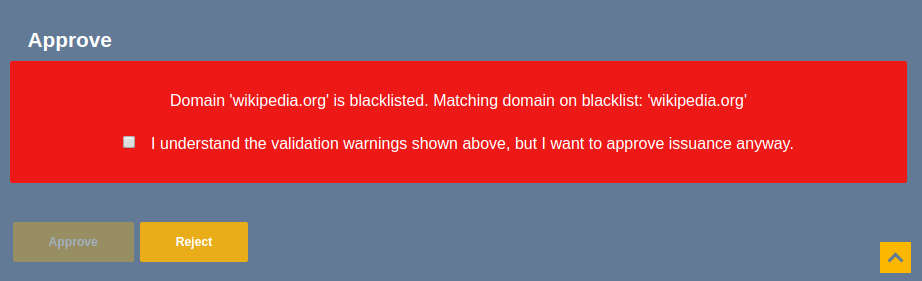 Approve
Domain 'wikipedia.org' is blacklisted. Matching domain on blacklist: 'wikipedia.org'
I understand the validation warnings shown above, but I want to approve issuance anyway.
Approve
Reject